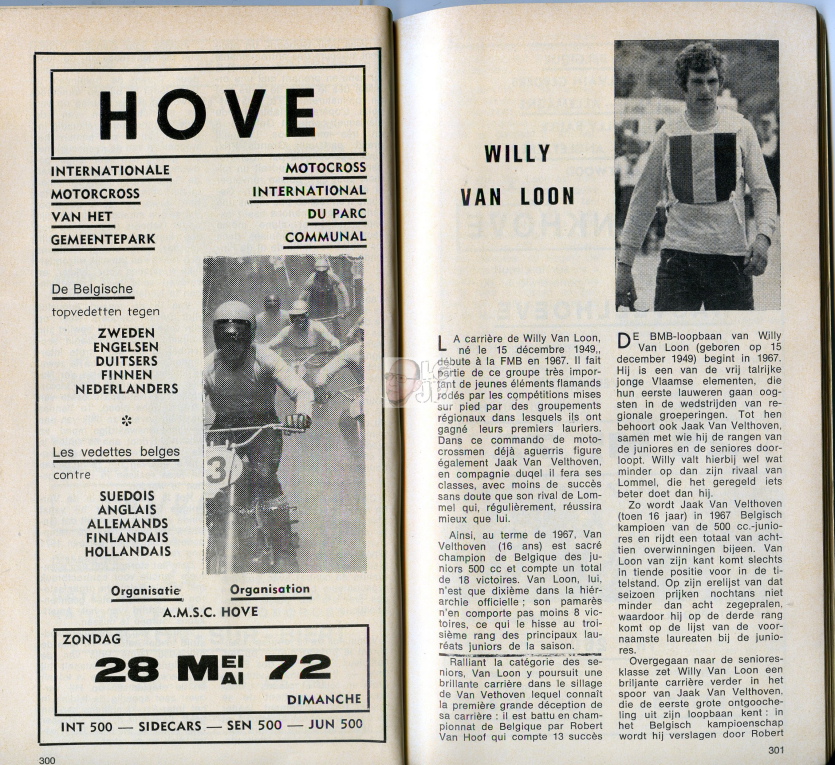 HOVE
INTERNATIONALE
MOTORCROSS
VAN HET
GEMEENTEPARK
MOTOCROSS
INTERNATIONAL
DU PARC
COMMUNAL
De Belgische
topvedetten tegen
ZWEDEN
ENGELSEN
DUITSERS
FINNEN
NEDERLANDERS
*
Les vedettes belges
contre
SUEDOIS
ANGLAIS
ALLEMANDS
FINLANDAIS
HOLLANDAIS
3
Organisatie Organisation
A.M.S.C. HOVE
ZONDAG
28 MEI MAI 72
DIMANCHE
INT 500 — SIDECARS — SEN 500 — JUN 500
300
WILLY
VAN LOON
LA carrière de Willy Van Loon,
né le 15 décembre 1949,,
débute à la FMB en 1967. Il fait
partie de ce groupe très impor-
tant de jeunes éléments flamands
rodés par les compétitions mises
sur pied par des groupements
régionaux dans lesquels ils ont
gagné leurs premiers lauriers.
Dans ce commando de moto-
crossmen déjà aguerris figure
également Jaak Van Velthoven,
en compagnie duqel il fera ses
classes, avec moins de succès
sans doute que son rival de Lom-
mel qui, régulièrement, réussira
mieux que lui.
Ainsi, au terme de 1967, Van
Velthoven (16 ans) est sacré
champion de Belgique des ju-
niors 500 cc et compte un total
de 18 victoires. Van Loon, lui,
n'est que dixième dans la hiér-
archie officielle ; son pamarès
n'en comporte pas moins 8 vic-
toires, ce qui le hisse au troi-
sième rang des principaux lau-
réats juniors de la saison.
Ralliant la catégorie des se-
niors, Van Loon y poursuit une
brillante carrière dans le sillage
de Van Vethoven lequel connaît
la première grande déception de
sa carrière : il est battu en cham-
pionnat de Belgique par Robert
Van Hoof qui compte 13 succès
DE BMB-loopbaan van Willy
Van Loon (geboren op 15
december 1949) begint in 1967.
Hij is een van de vrij talrijke
jonge Vlaamse elementen, die
hun eerste lauweren gaan oog-
sten in de wedstrijden van re-
gionale groeperingen. Tot hen
behoort ook Jaak Van Velthoven,
samen met wie hij de rangen van
de juniores en de seniores door-
loopt. Willy valt hierbij wel wat
minder op dan zijn rivaal van
Lommel, die het geregeld iets
beter doet dan hij.
Zo wordt Jaak Van Velthoven
(toen 16 jaar) in 1967 Belgisch
kampioen van de 500 cc.-junio-
res en rijdt een totaal van acht-
tien overwinningen bijeen. Van
Loon van zijn kant komt slechts
in tiende positie voor in de ti-
telstand. Op zijn erelijst van dat
seizoen prijken nochtans niet
minder dan acht zegepralen,
waardoor hij op de derde rang
komt op de lijst van de voor-
naamste laureaten bij de junio-
res.
Overgegaan naar de seniores-
klasse zet Willy Van Loon een
briljante carrière verder in het
spoor van Jaak Van Velthoven,
die de eerste grote ontgooche-
ling uit zijn loopbaan kent : in
het Belgisch kampioenschap
wordt hij verslagen door Robert
301